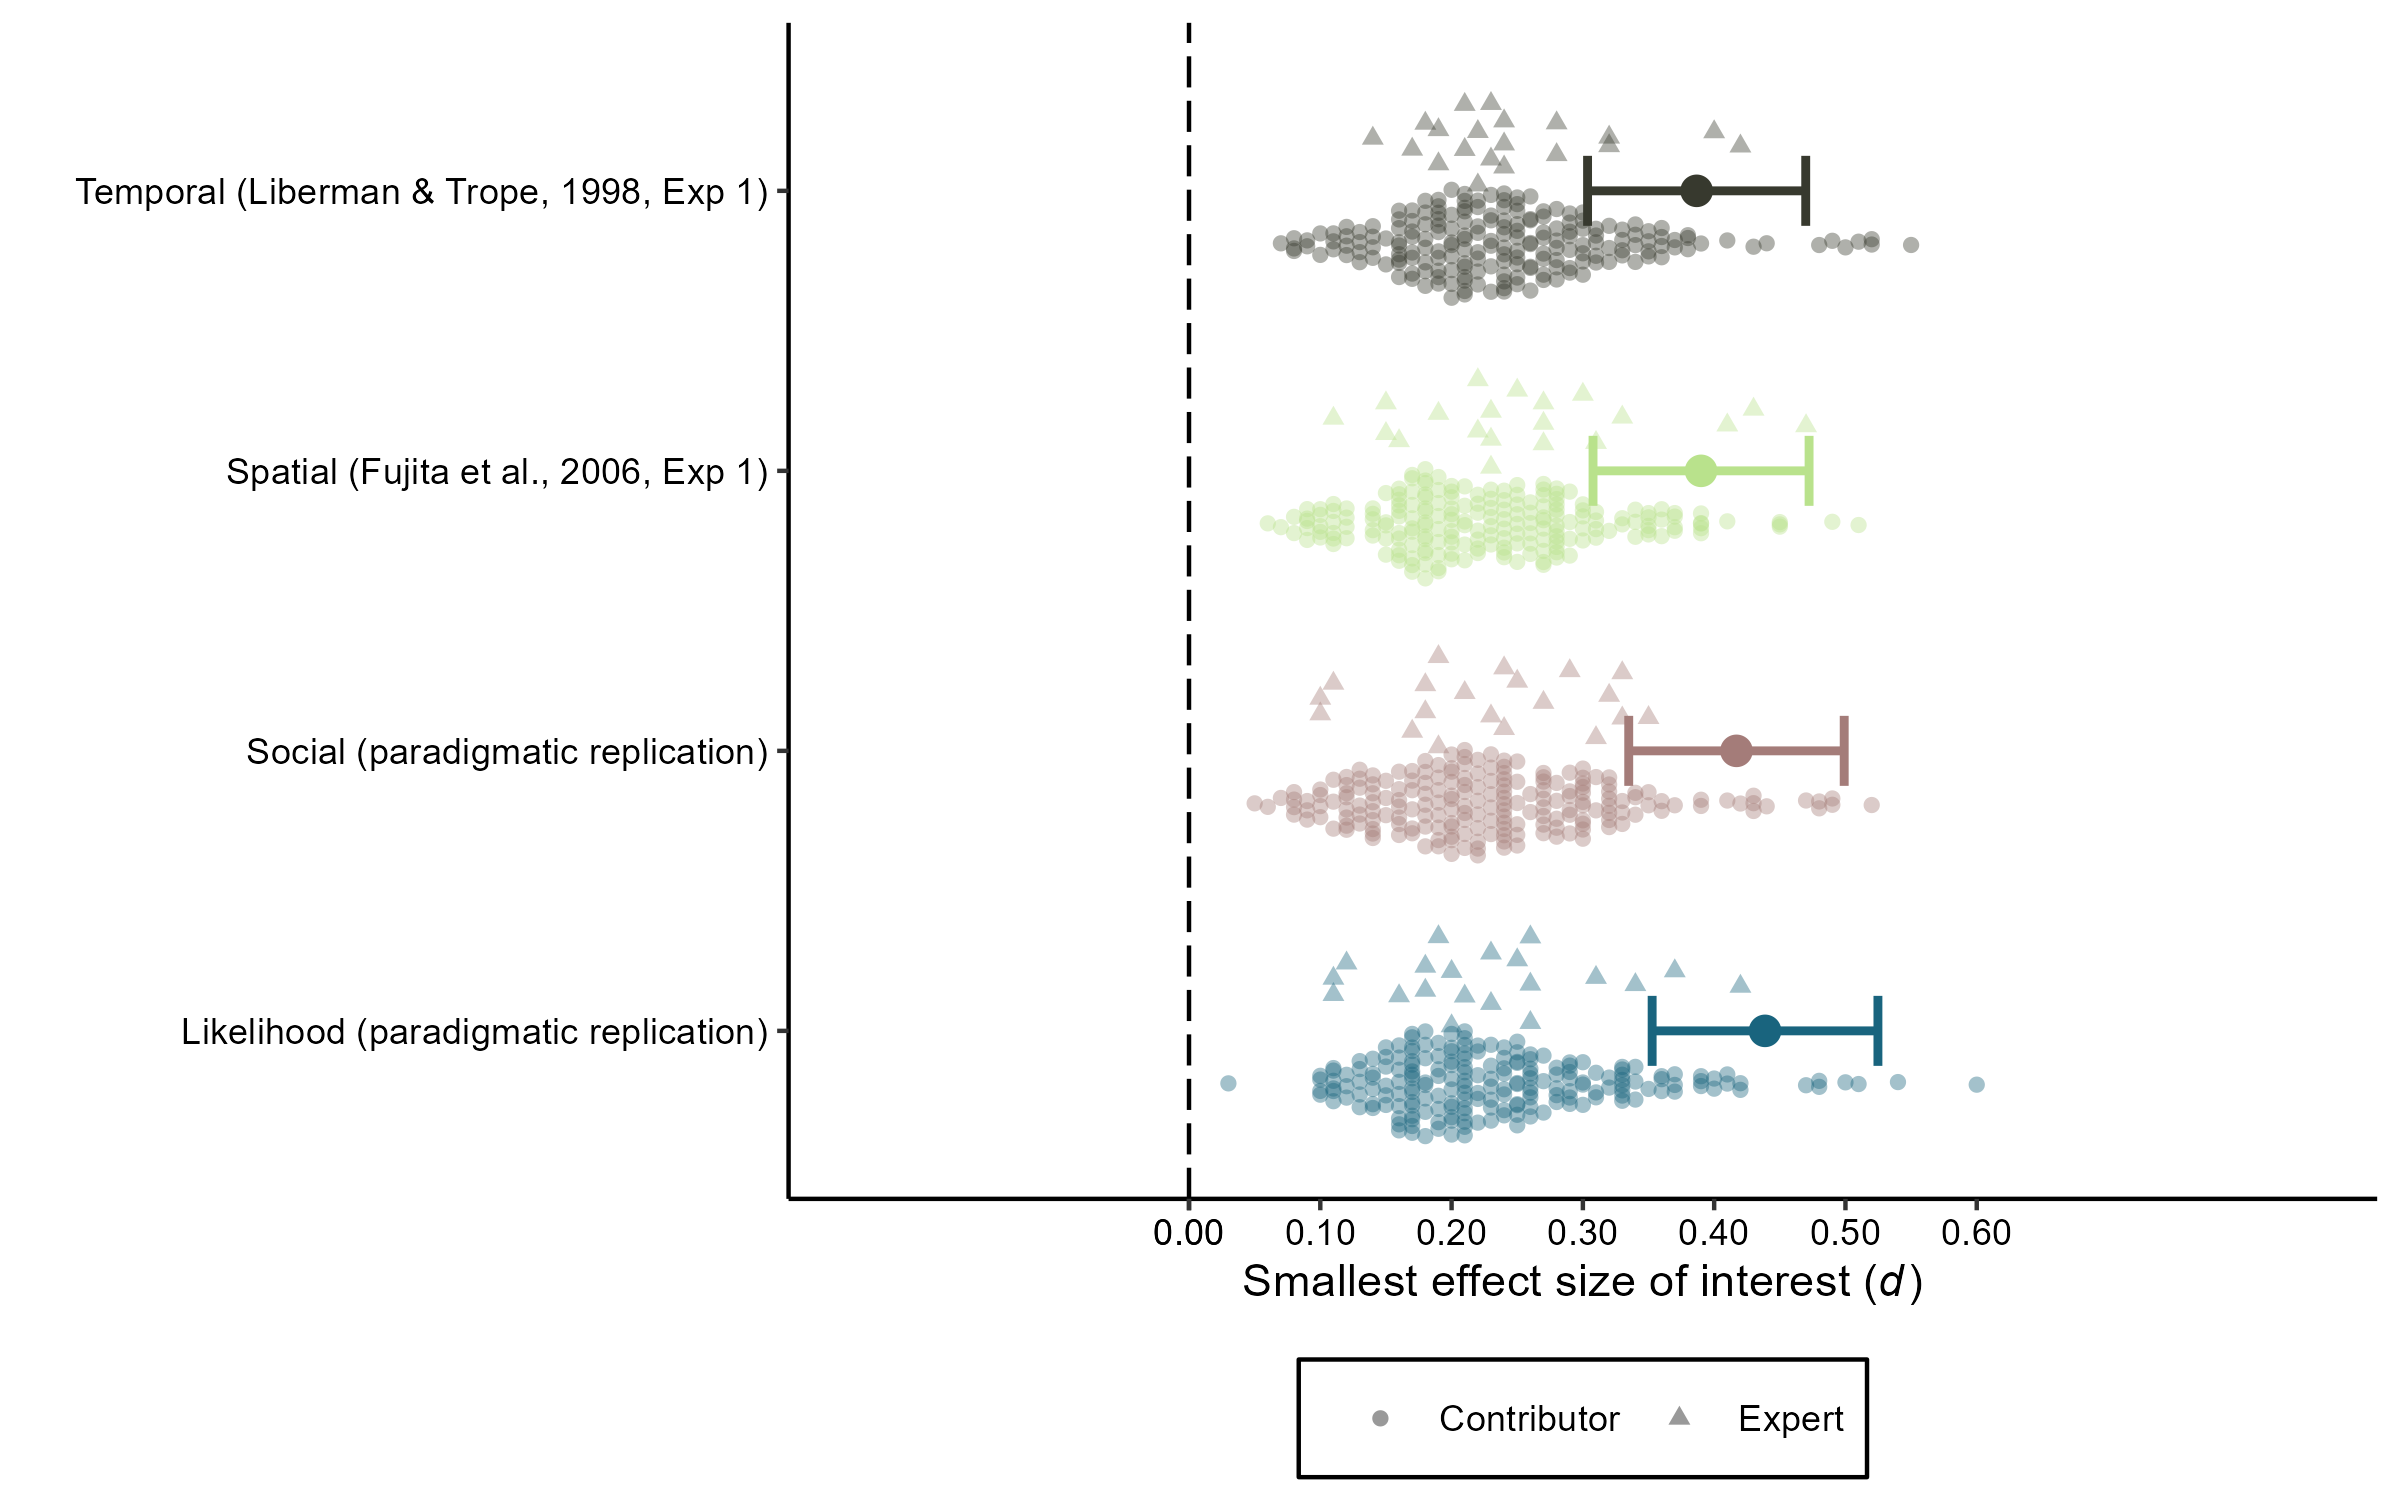 Temporal (Liberman & Trope, 1998, Exp 1)
Spatial (Fujita et al., 2006, Exp 1)
Social (paradigmatic replication)
Likelihood (paradigmatic replication)
0.00 0.10 0.20 0.30 0.40 0.50 0.60
Smallest effect size of interest (d)
Contributor Expert